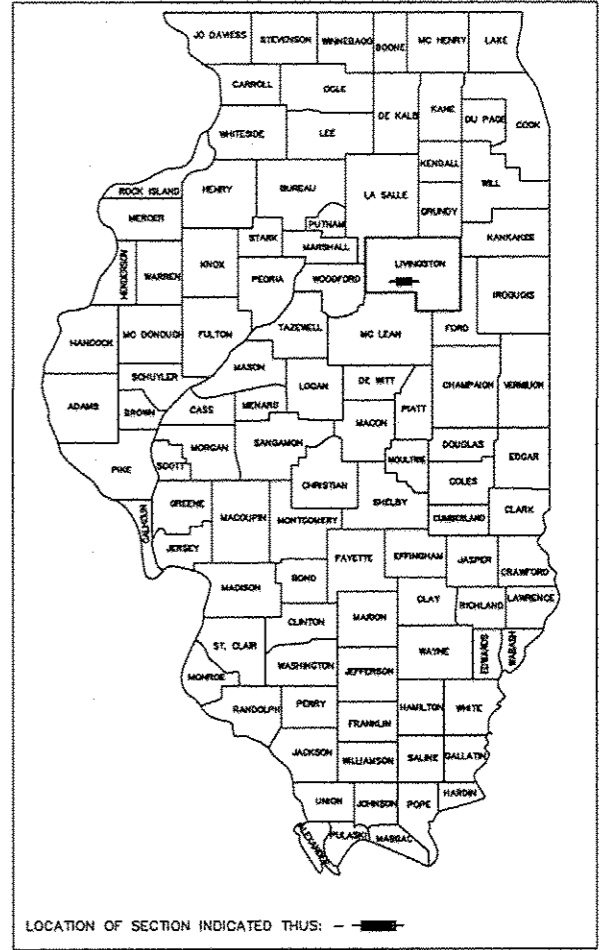 JO DAVIESS STEVENSON WINNEBAGO BOONE MC HENRY LAKE
CARROLL OGLE DE KALB KANE DU PAGE COOK
WHITESIDE LEE
KENDALL WILL
ROCK ISLAND HENRY BUREAU LA SALLE GRUNDY
MERCER PUTNAM
KANKAKEE
STARK MARSHALL
HENDERSON WARREN KNOX PEORIA WOODFORD LIVINGSTON IROQUOIS
HANCOCK MC DONOUGH FULTON TAZEWELL MC LEAN FORD
SCHUYLER MASON LOGAN DE WITT CHAMPAION VERMILION
ADAMS BROWN CASS MENARD MACON PIATT
PIKE SCOTT MORGAN SANGAMON CHRISTIAN MOULTRIE DOUGLAS EDGAR
COLES
CALHOUN GREENE MACOUPIN MONTGOMERY SHELBY CUMBERLAND CLARK
JERSEY FAYETTE EFFINGHAM JASPER CRAWFORD
MADISON BOND CLAY RICHLAND LAWRENCE
CLINTON MARION
ST. CLAIR WASHINGTON JEFFERSON WAYNE EDWARDS WABASH
MONROE
RANDOLPH PERRY FRANKLIN HAMILTON WHITE
JACKSON WILLIAMSON SALINE GALLATIN
UNION JOHNSON POPE HARDIN
ALEXANDER PULASKI MASSAC
LOCATION OF SECTION INDICATED THUS: